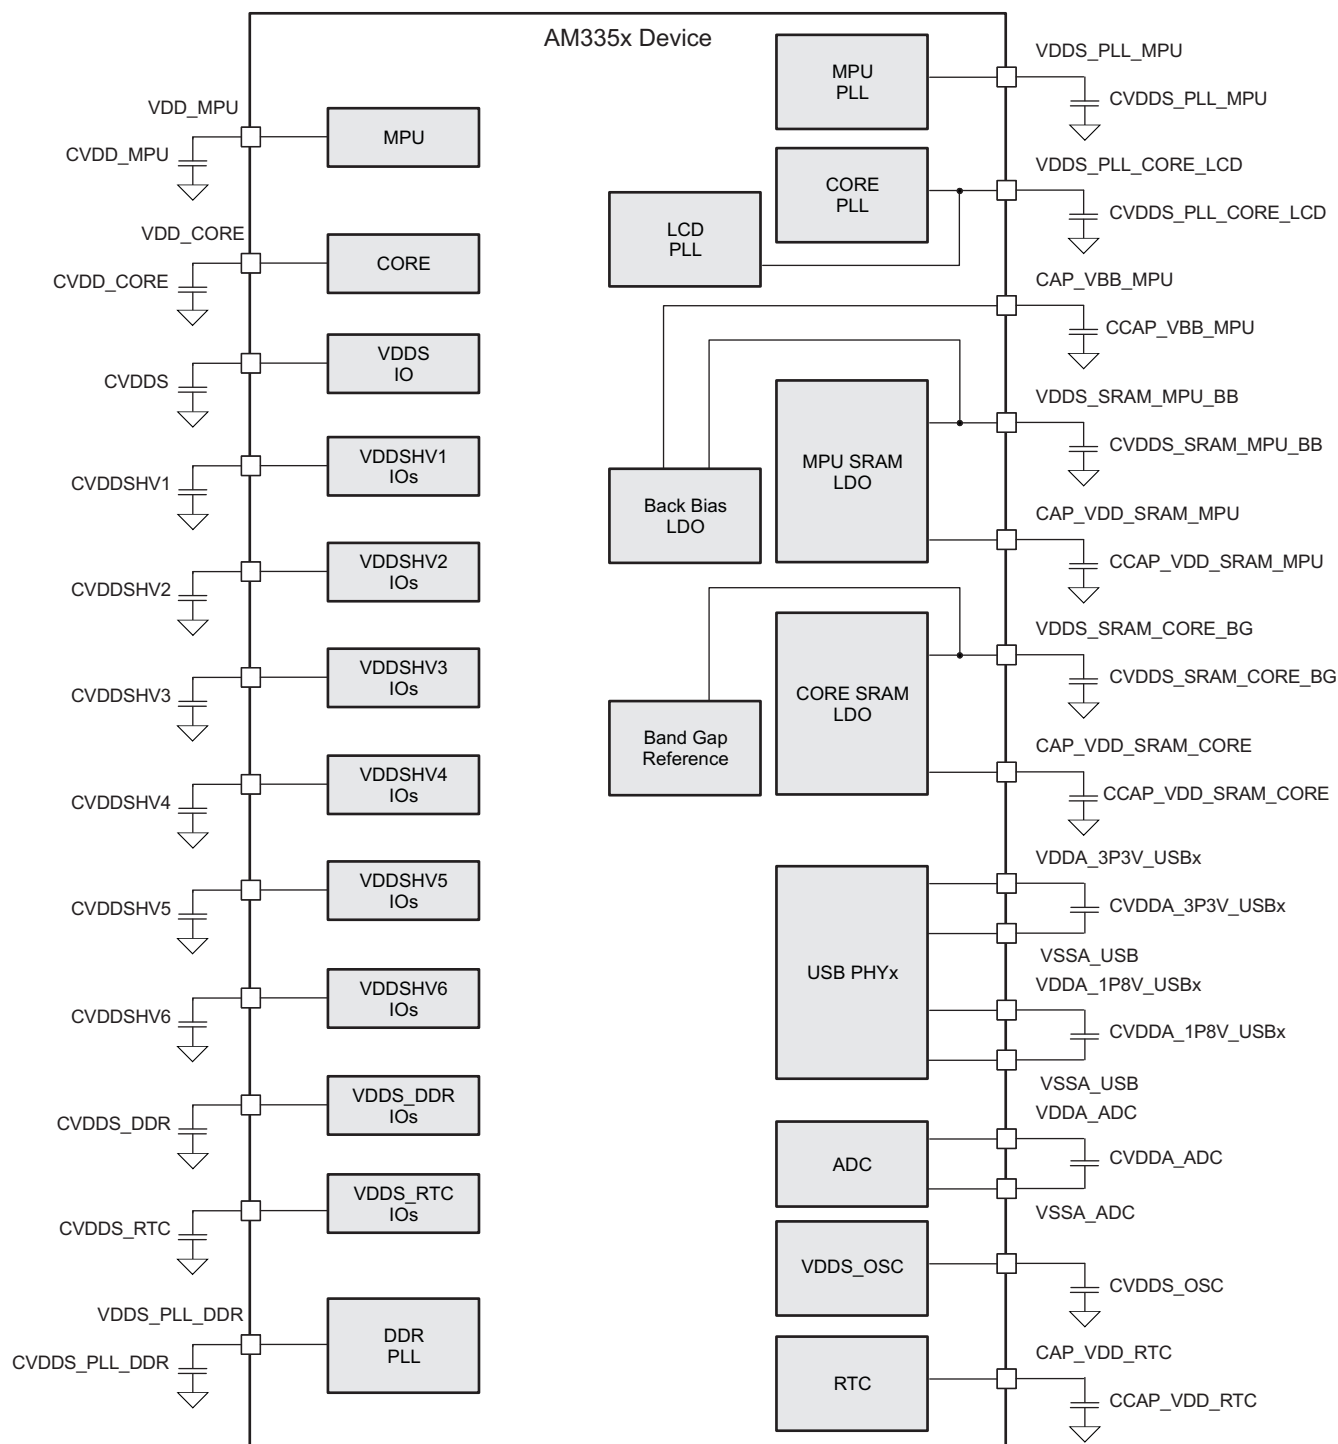 AM335x Device
VDD_MPU
CVDD_MPU
MPU
VDD_CORE
CVDD_CORE
CORE
CVDDS
VDDS
IO
CVDDSHV1
VDDSHV1
IOs
CVDDSHV2
VDDSHV2
IOs
CVDDSHV3
VDDSHV3
IOs
CVDDSHV4
VDDSHV4
IOs
CVDDSHV5
VDDSHV5
IOs
CVDDSHV6
VDDSHV6
IOs
CVDDS_DDR
VDDS_DDR
IOs
CVDDS_RTC
VDDS_RTC
IOs
VDDS_PLL_DDR
CVDDS_PLL_DDR
DDR
PLL
MPU
PLL
VDDS_PLL_MPU
CVDDS_PLL_MPU
CORE
PLL
LCD
PLL
VDDS_PLL_CORE_LCD
CVDDS_PLL_CORE_LCD
CAP_VBB_MPU
CCAP_VBB_MPU
VDDS_SRAM_MPU_BB
CVDDS_SRAM_MPU_BB
MPU SRAM
LDO
Back Bias
LDO
CAP_VDD_SRAM_MPU
CCAP_VDD_SRAM_MPU
VDDS_SRAM_CORE_BG
CVDDS_SRAM_CORE_BG
CORE SRAM
LDO
Band Gap
Reference
CAP_VDD_SRAM_CORE
CCAP_VDD_SRAM_CORE
VDDA_3P3V_USBx
CVDDA_3P3V_USBx
VSSA_USB
USB PHYx
VDDA_1P8V_USBx
CVDDA_1P8V_USBx
VSSA_USB
VDDA_ADC
ADC
CVDDA_ADC
VSSA_ADC
VDDS_OSC
CVDDS_OSC
CAP_VDD_RTC
RTC
CCAP_VDD_RTC